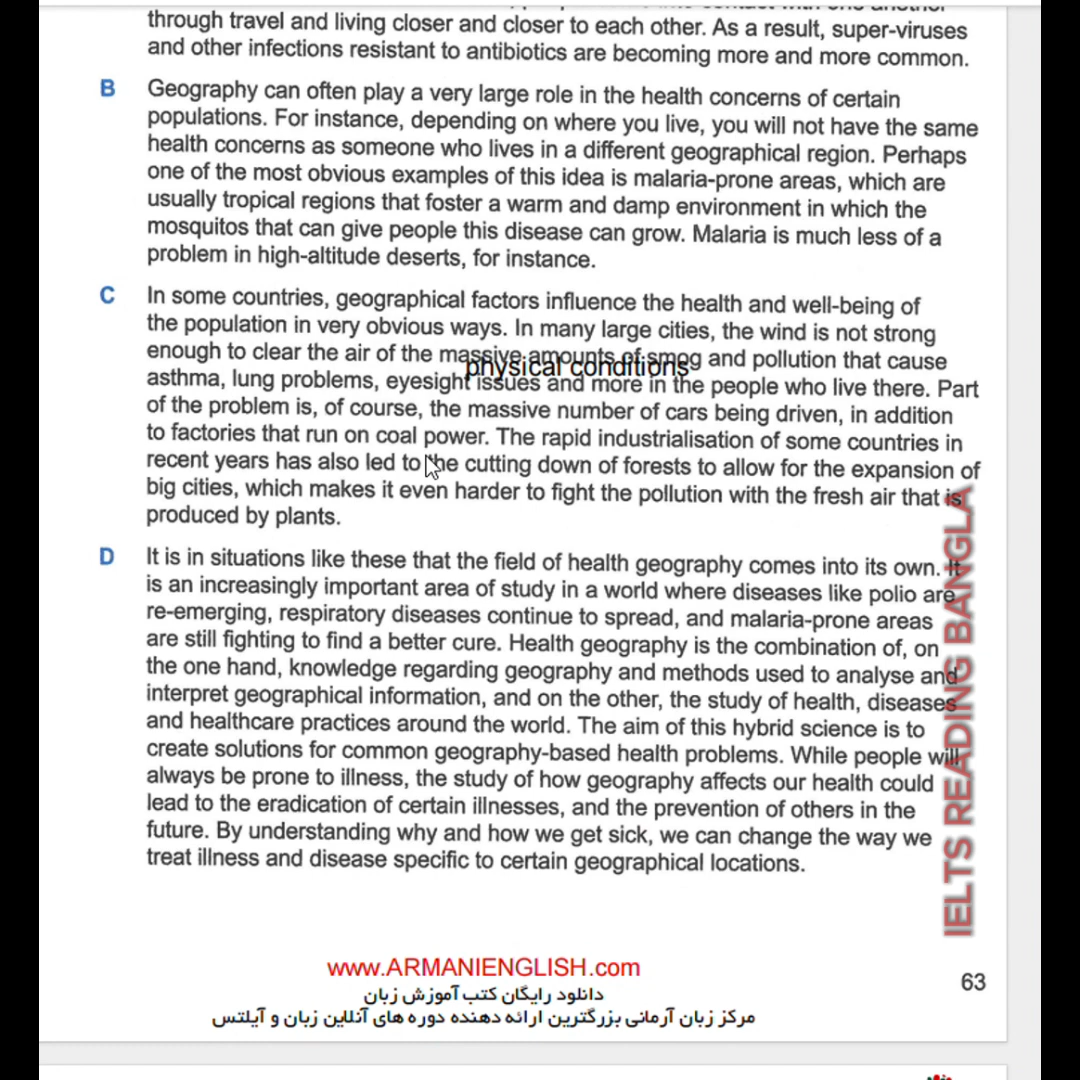 through travel and living closer and closer to each other. As a result, super-viruses
and other infections resistant to antibiotics are becoming more and more common.
B Geography can often play a very large role in the health concerns of certain
populations. For instance, depending on where you live, you will not have the same
health concerns as someone who lives in a different geographical region. Perhaps
one of the most obvious examples of this idea is malaria-prone areas, which are
usually tropical regions that foster a warm and damp environment in which the
mosquitos that can give people this disease can grow. Malaria is much less of a
problem in high-altitude deserts, for instance.
C In some countries, geographical factors influence the health and well-being of
the population in very obvious ways. In many large cities, the wind is not strong
enough to clear the air of the massive amounts of smog and pollution that cause
physical conditions
asthma, lung problems, eyesight issues and more in the people who live there. Part
of the problem is, of course, the massive number of cars being driven, in addition
to factories that run on coal power. The rapid industrialisation of some countries in
recent years has also led to the cutting down of forests to allow for the expansion of
big cities, which makes it even harder to fight the pollution with the fresh air that is
produced by plants.
D It is in situations like these that the field of health geography comes into its own. It
is an increasingly important area of study in a world where diseases like polio are
re-emerging, respiratory diseases continue to spread, and malaria-prone areas
are still fighting to find a better cure. Health geography is the combination of, on
the one hand, knowledge regarding geography and methods used to analyse and
interpret geographical information, and on the other, the study of health, diseases
and healthcare practices around the world. The aim of this hybrid science is to
create solutions for common geography-based health problems. While people will
always be prone to illness, the study of how geography affects our health could
lead to the eradication of certain illnesses, and the prevention of others in the
future. By understanding why and how we get sick, we can change the way we
treat illness and disease specific to certain geographical locations.
IELTS READING BANGLA
www.ARMANIENGLISH.com
دانلود رایگان کتب آموزش زبان
مرکز زبان آرمانی بزرگترین ارائه دهنده دوره های آنلاین زبان و آیلتس
63